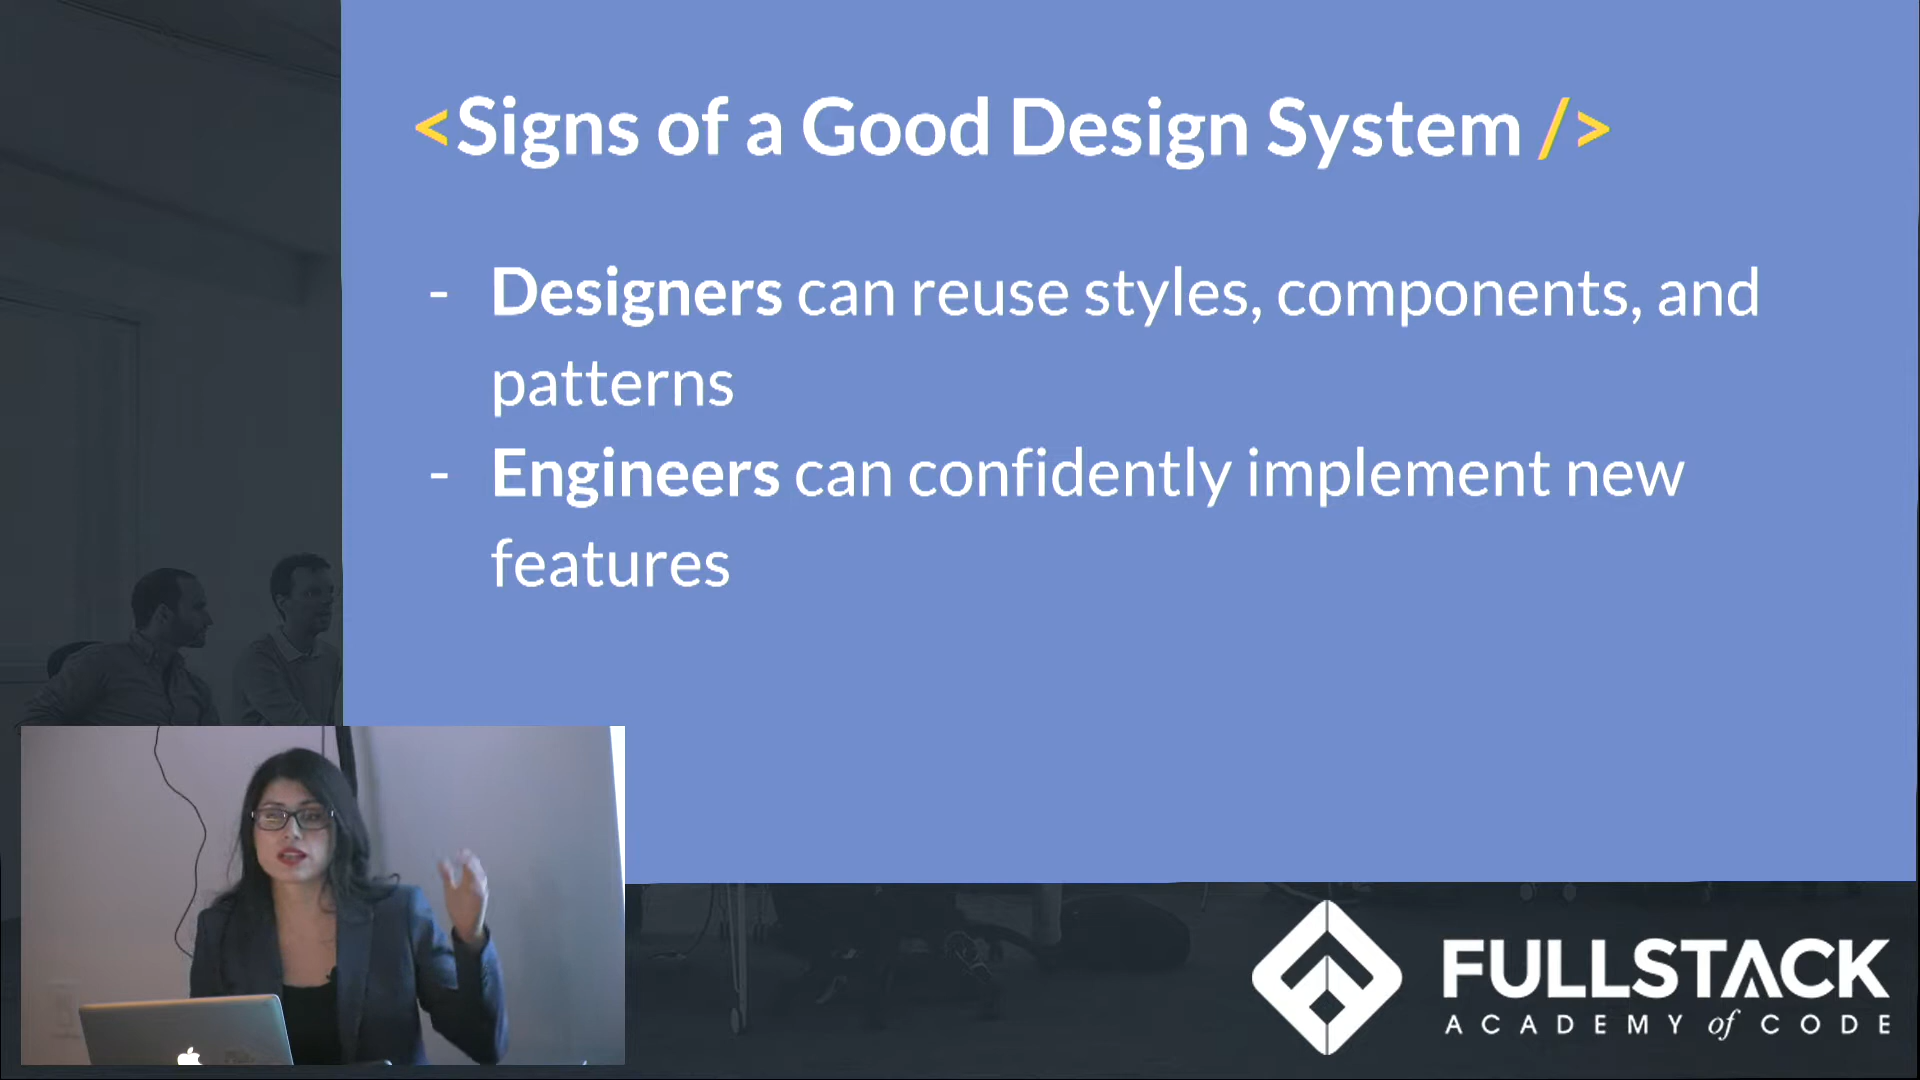 <Signs of a Good Design System />
- Designers can reuse styles, components, and
patterns
- Engineers can confidently implement new
features
FULLSTACK
ACADEMY of CODE